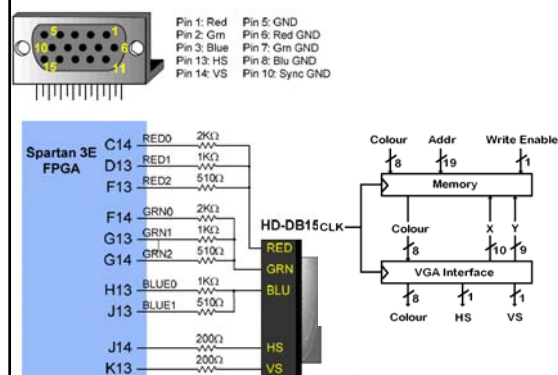 5 1
10 6
15 11
Pin 1: Red Pin 5: GND
Pin 2: Grn Pin 6: Red GND
Pin 3: Blue Pin 7: Grn GND
Pin 13: HS Pin 8: Blu GND
Pin 14: VS Pin 10: Sync GND
Spartan 3E
FPGA
C14 RED0 2KΩ
D13 RED1 1KΩ
F13 RED2 510Ω
F14 GRN0 2KΩ
G13 GRN1 1KΩ
G14 GRN2 510Ω
H13 BLUE0 1KΩ
J13 BLUE1 510Ω
J14 200Ω
K13 200Ω
HD-DB15
RED
GRN
BLU
HS
VS
Colour Addr Write Enable
8 19 1
Memory
CLK
Colour X Y
8 10 9
VGA Interface
8 1 1
Colour HS VS